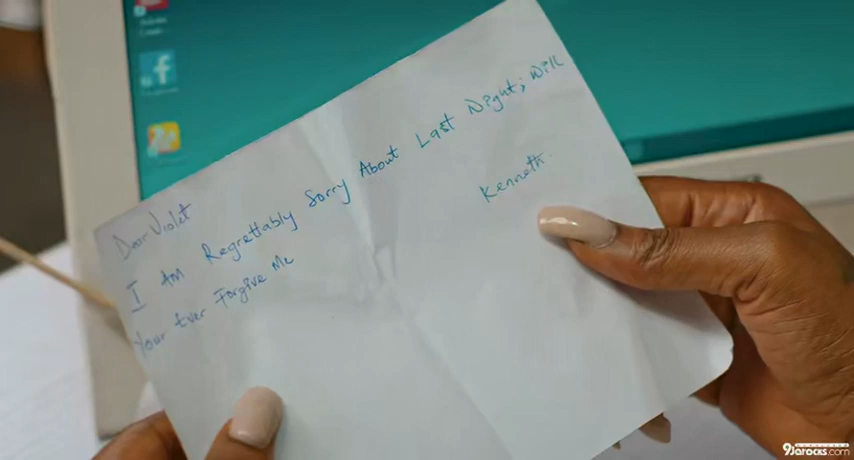 Dear Violet
I Am Regrettably Sorry About Last Night; Will
Your Ever Forgive Me
Kenneth.
9Jarocks.com